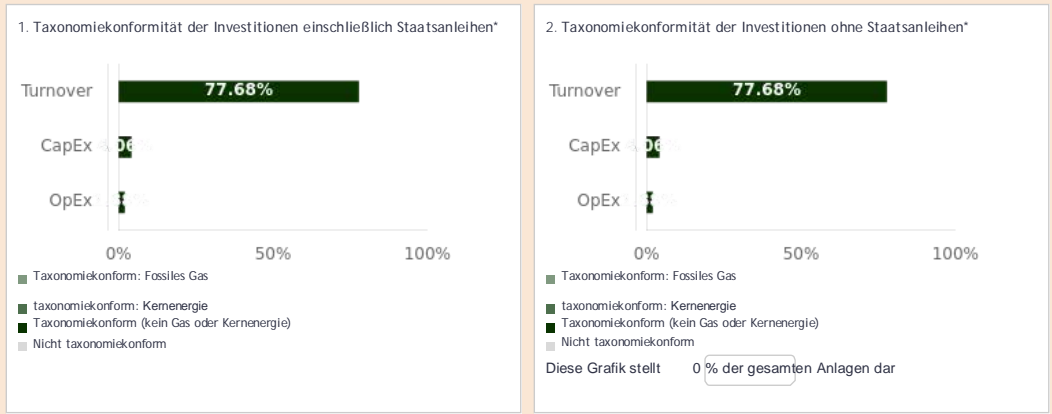 1. Taxonomiekonformität der Investitionen einschließlich Staatsanleihen*
Turnover
77.68%
CapEx
OpEx
0% 50% 100%
Taxonomiekonform: Fossiles Gas
taxonomiekonform: Kernenergie
Taxonomiekonform (kein Gas oder Kernenergie)
Nicht taxonomiekonform
2. Taxonomiekonformität der Investitionen ohne Staatsanleihen*
Turnover
77.68%
CapEx
OpEx
0% 50% 100%
Taxonomiekonform: Fossiles Gas
taxonomiekonform: Kernenergie
Taxonomiekonform (kein Gas oder Kernenergie)
Nicht taxonomiekonform
Diese Grafik stellt 0 % der gesamten Anlagen dar